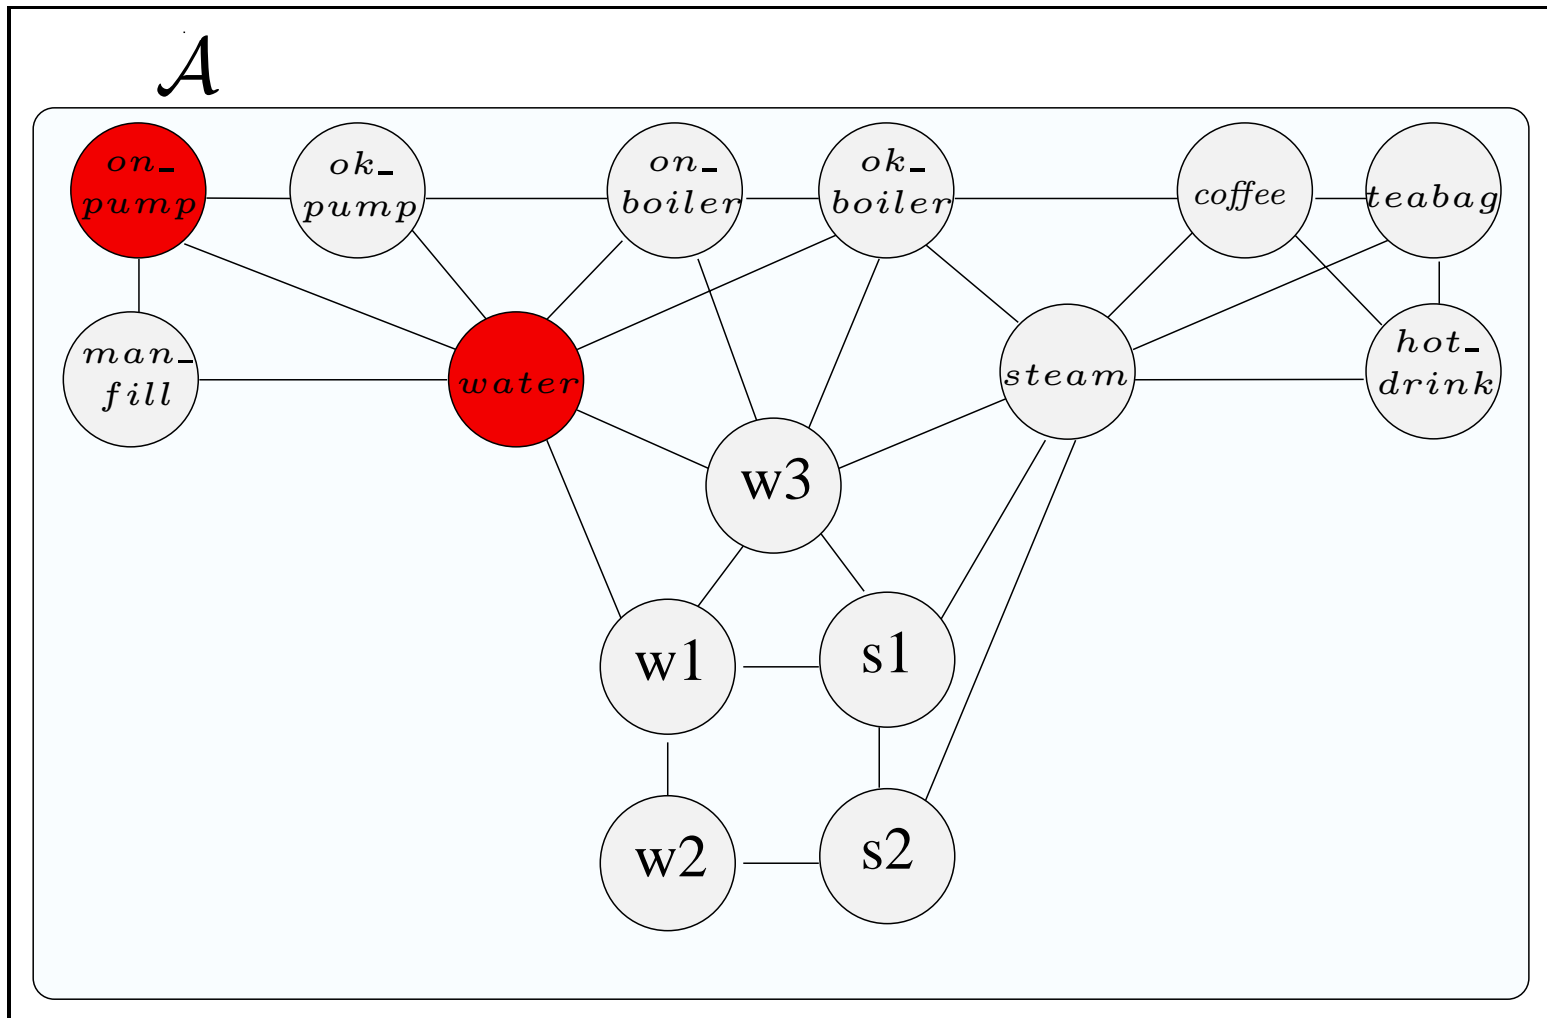 𝒜
on_
pump
ok_
pump
on_
boiler
ok_
boiler
coffee
teabag
man_
fill
water
steam
hot_
drink
w3
w1
s1
w2
s2